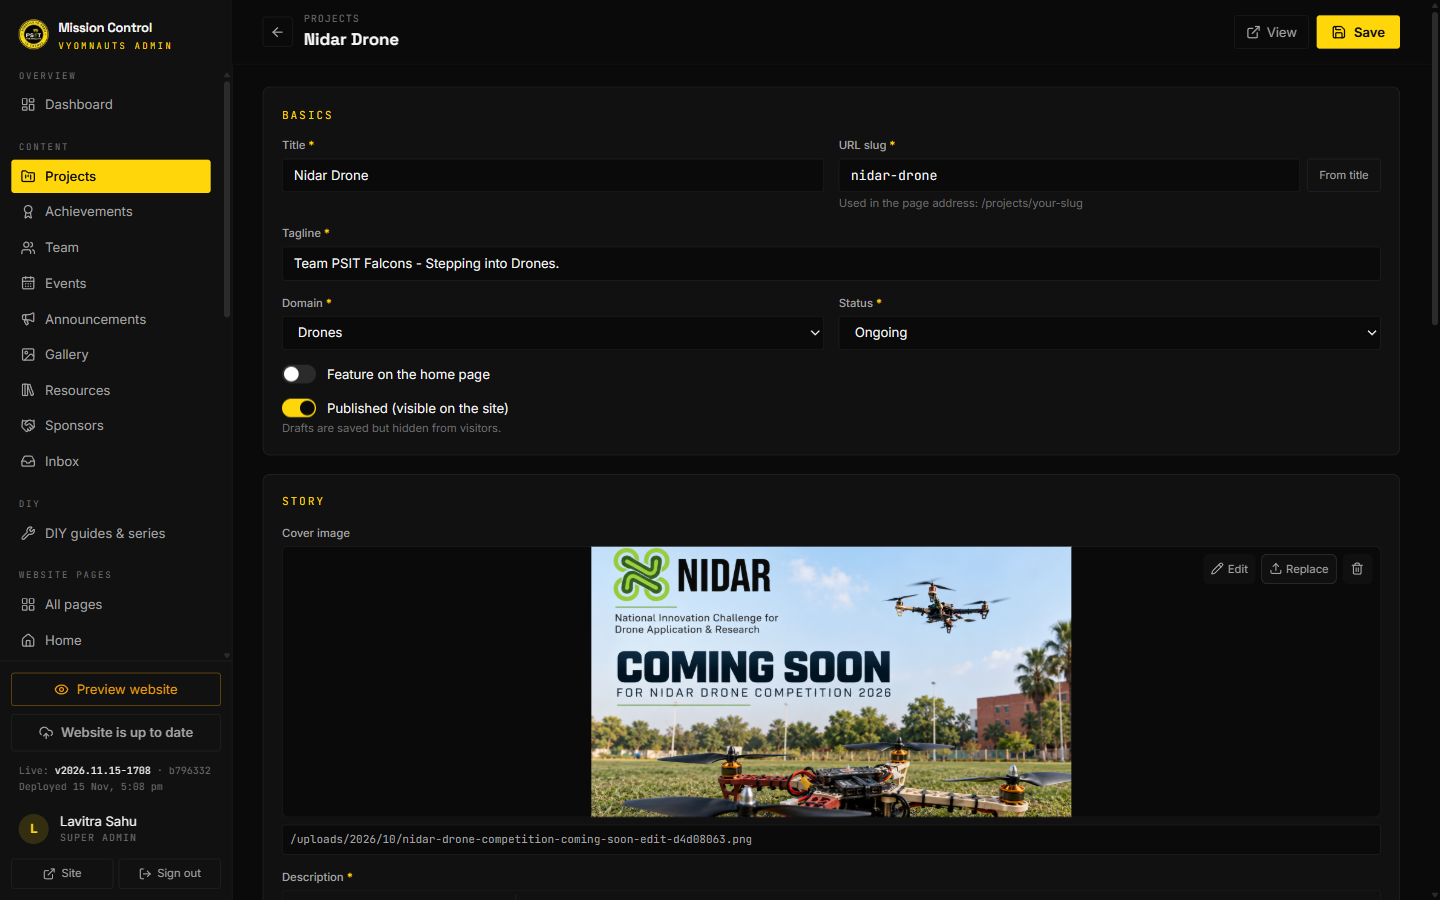 Mission Control
VYOMNAUTS ADMIN
OVERVIEW
Dashboard
CONTENT
Projects
Achievements
Team
Events
Announcements
Gallery
Resources
Sponsors
Inbox
DIY
DIY guides & series
WEBSITE PAGES
All pages
Home
Preview website
Website is up to date
Live: v2026.11.15-1708 · b796332
Deployed 15 Nov, 5:08 pm
L
Lavitra Sahu
SUPER ADMIN
Site
Sign out
PROJECTS
Nidar Drone
View
Save
BASICS
Title *
Nidar Drone
URL slug *
nidar-drone
From title
Used in the page address: /projects/your-slug
Tagline *
Team PSIT Falcons - Stepping into Drones.
Domain *
Drones
Status *
Ongoing
Feature on the home page
Published (visible on the site)
Drafts are saved but hidden from visitors.
STORY
Cover image
NIDAR
National Innovation Challenge for
Drone Application & Research
COMING SOON
FOR NIDAR DRONE COMPETITION 2026
Edit
Replace
/uploads/2026/10/nidar-drone-competition-coming-soon-edit-d4d08063.png
Description *